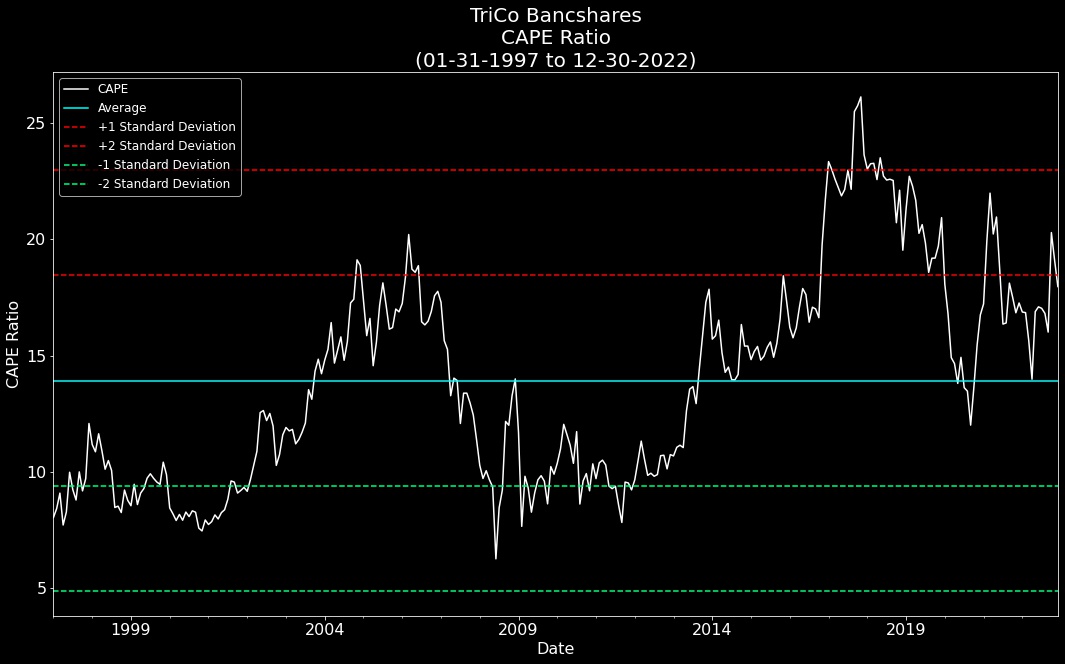 TriCo Bancshares
CAPE Ratio
(01-31-1997 to 12-30-2022)
CAPE
Average
+1 Standard Deviation
+2 Standard Deviation
-1 Standard Deviation
-2 Standard Deviation
CAPE Ratio
25
20
15
10
5
1999 2004 2009 2014 2019
Date